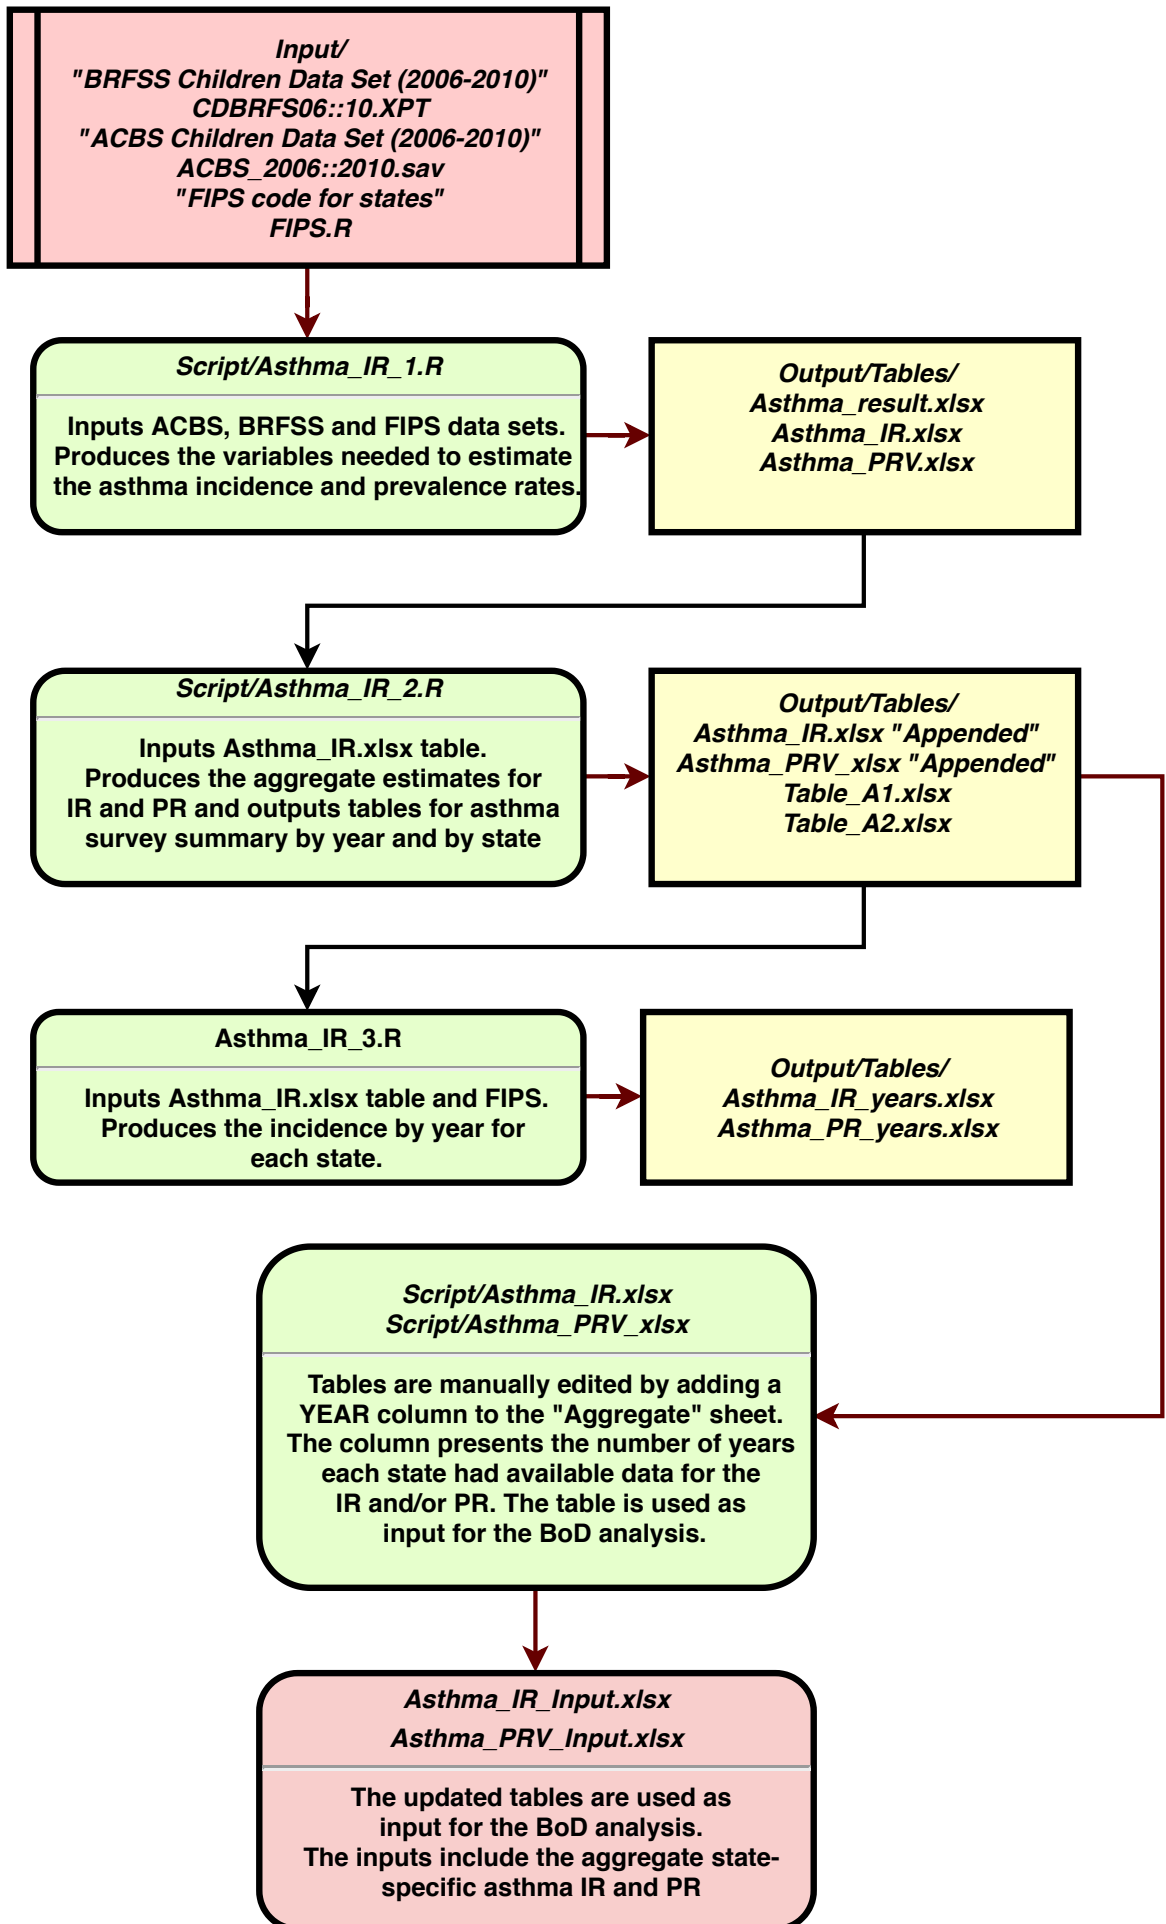 Input/
"BRFSS Children Data Set (2006-2010)"
CDBRFS06::10.XPT
"ACBS Children Data Set (2006-2010)"
ACBS_2006::2010.sav
"FIPS code for states"
FIPS.R
Script/Asthma_IR_1.R
Inputs ACBS, BRFSS and FIPS data sets.
Produces the variables needed to estimate
the asthma incidence and prevalence rates.
Output/Tables/
Asthma_result.xlsx
Asthma_IR.xlsx
Asthma_PRV.xlsx
Script/Asthma_IR_2.R
Inputs Asthma_IR.xlsx table.
Produces the aggregate estimates for
IR and PR and outputs tables for asthma
survey summary by year and by state
Output/Tables/
Asthma_IR.xlsx "Appended"
Asthma_PRV_xlsx "Appended"
Table_A1.xlsx
Table_A2.xlsx
Asthma_IR_3.R
Inputs Asthma_IR.xlsx table and FIPS.
Produces the incidence by year for
each state.
Output/Tables/
Asthma_IR_years.xlsx
Asthma_PR_years.xlsx
Script/Asthma_IR.xlsx
Script/Asthma_PRV_xlsx
Tables are manually edited by adding a
YEAR column to the "Aggregate" sheet.
The column presents the number of years
each state had available data for the
IR and/or PR. The table is used as
input for the BoD analysis.
Asthma_IR_Input.xlsx
Asthma_PRV_Input.xlsx
The updated tables are used as
input for the BoD analysis.
The inputs include the aggregate state-
specific asthma IR and PR